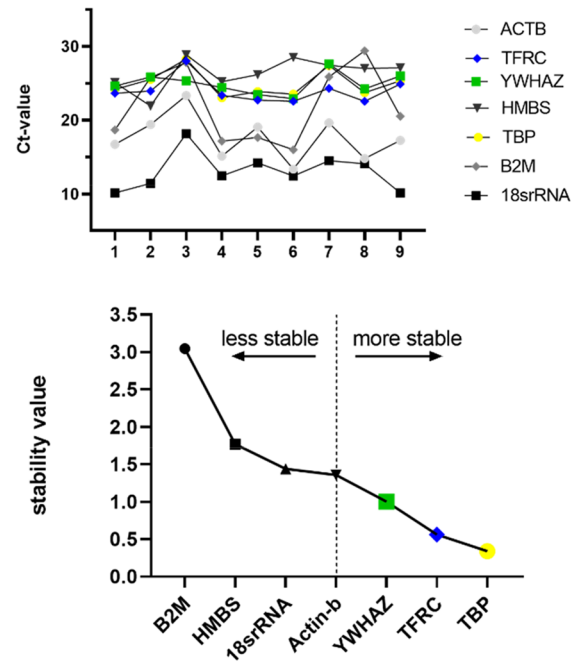 Ct-value
30
20
10
1 2 3 4 5 6 7 8 9
ACTB
TFRC
YWHAZ
HMBS
TBP
B2M
18srRNA
stability value
3.5
3.0
2.5
2.0
1.5
1.0
0.5
0.0
less stable more stable
B2M HMBS 18srRNA Actin-b YWHAZ TFRC TBP